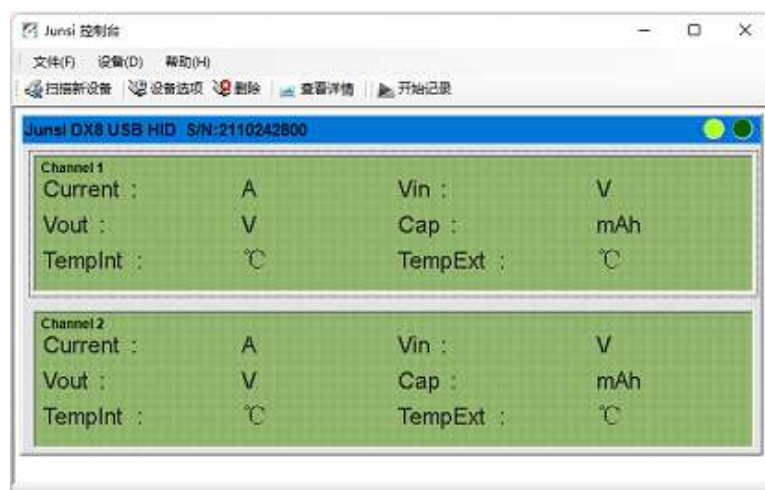 Junsi 控制台
文件(F) 设备(D) 帮助(H)
扫描新设备 设备选项 删除 查看详情 开始记录
Junsi DX8 USB HID S/N:2110242800
Channel 1
Current : A Vin : V
Vout : V Cap : mAh
TempInt : ℃ TempExt : ℃
Channel 2
Current : A Vin : V
Vout : V Cap : mAh
TempInt : ℃ TempExt : ℃